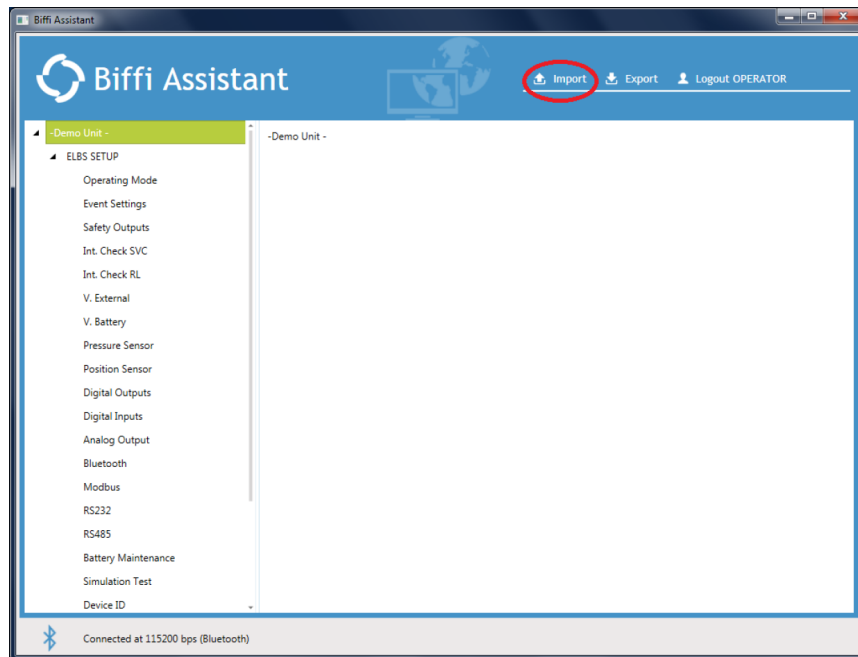 Biffi Assistant
Biffi Assistant
Import Export Logout OPERATOR
-Demo Unit -
-Demo Unit -
ELBS SETUP
Operating Mode
Event Settings
Safety Outputs
Int. Check SVC
Int. Check RL
V. External
V. Battery
Pressure Sensor
Position Sensor
Digital Outputs
Digital Inputs
Analog Output
Bluetooth
Modbus
RS232
RS485
Battery Maintenance
Simulation Test
Device ID
Connected at 115200 bps (Bluetooth)